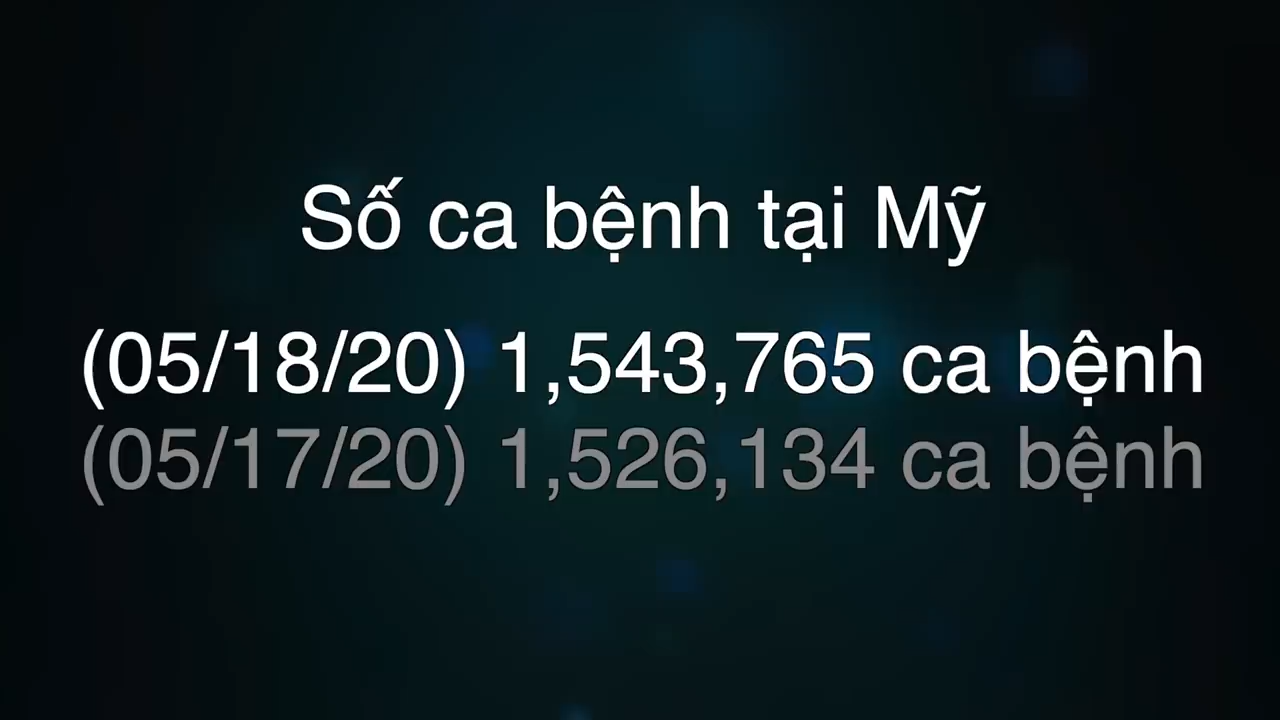 Số ca bệnh tại Mỹ
(05/18/20) 1,543,765 ca bệnh
(05/17/20) 1,526,134 ca bệnh